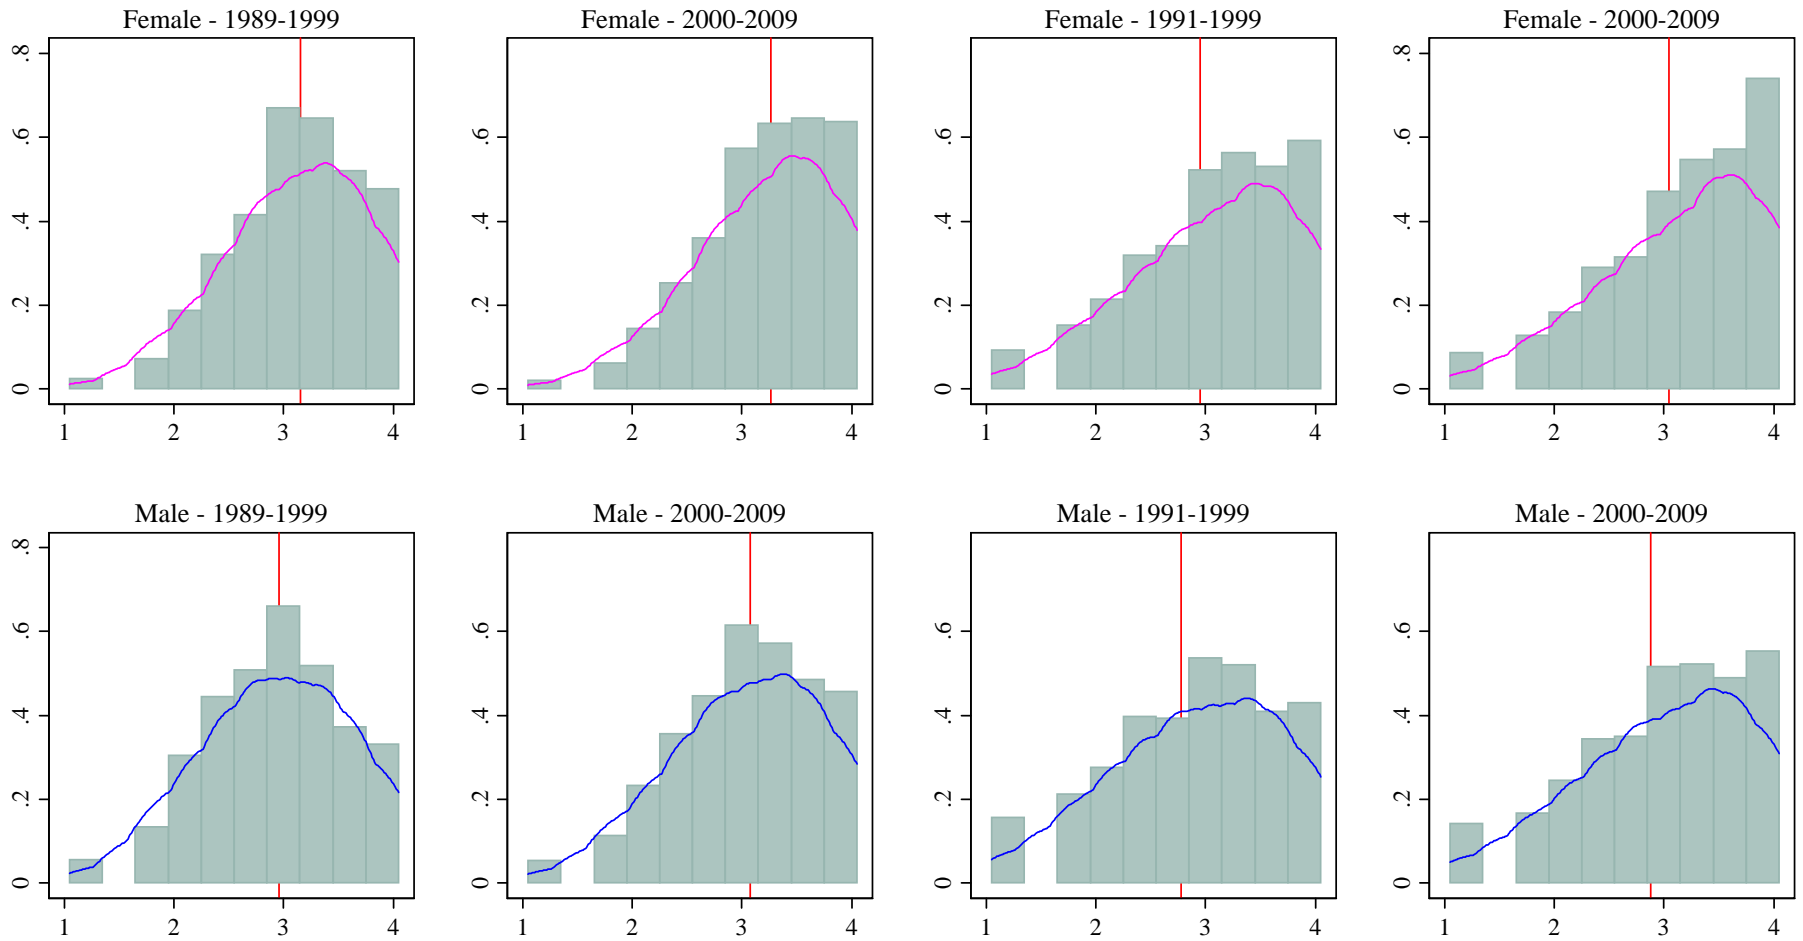 Female - 1989-1999
Female - 2000-2009
Female - 1991-1999
Female - 2000-2009
.8
.6
.4
.2
0
1 2 3 4
.6
.4
.2
0
1 2 3 4
.6
.4
.2
0
1 2 3 4
.8
.6
.4
.2
0
1 2 3 4
Male - 1989-1999
Male - 2000-2009
Male - 1991-1999
Male - 2000-2009
.8
.6
.4
.2
0
1 2 3 4
.6
.4
.2
0
1 2 3 4
.6
.4
.2
0
1 2 3 4
.6
.4
.2
0
1 2 3 4